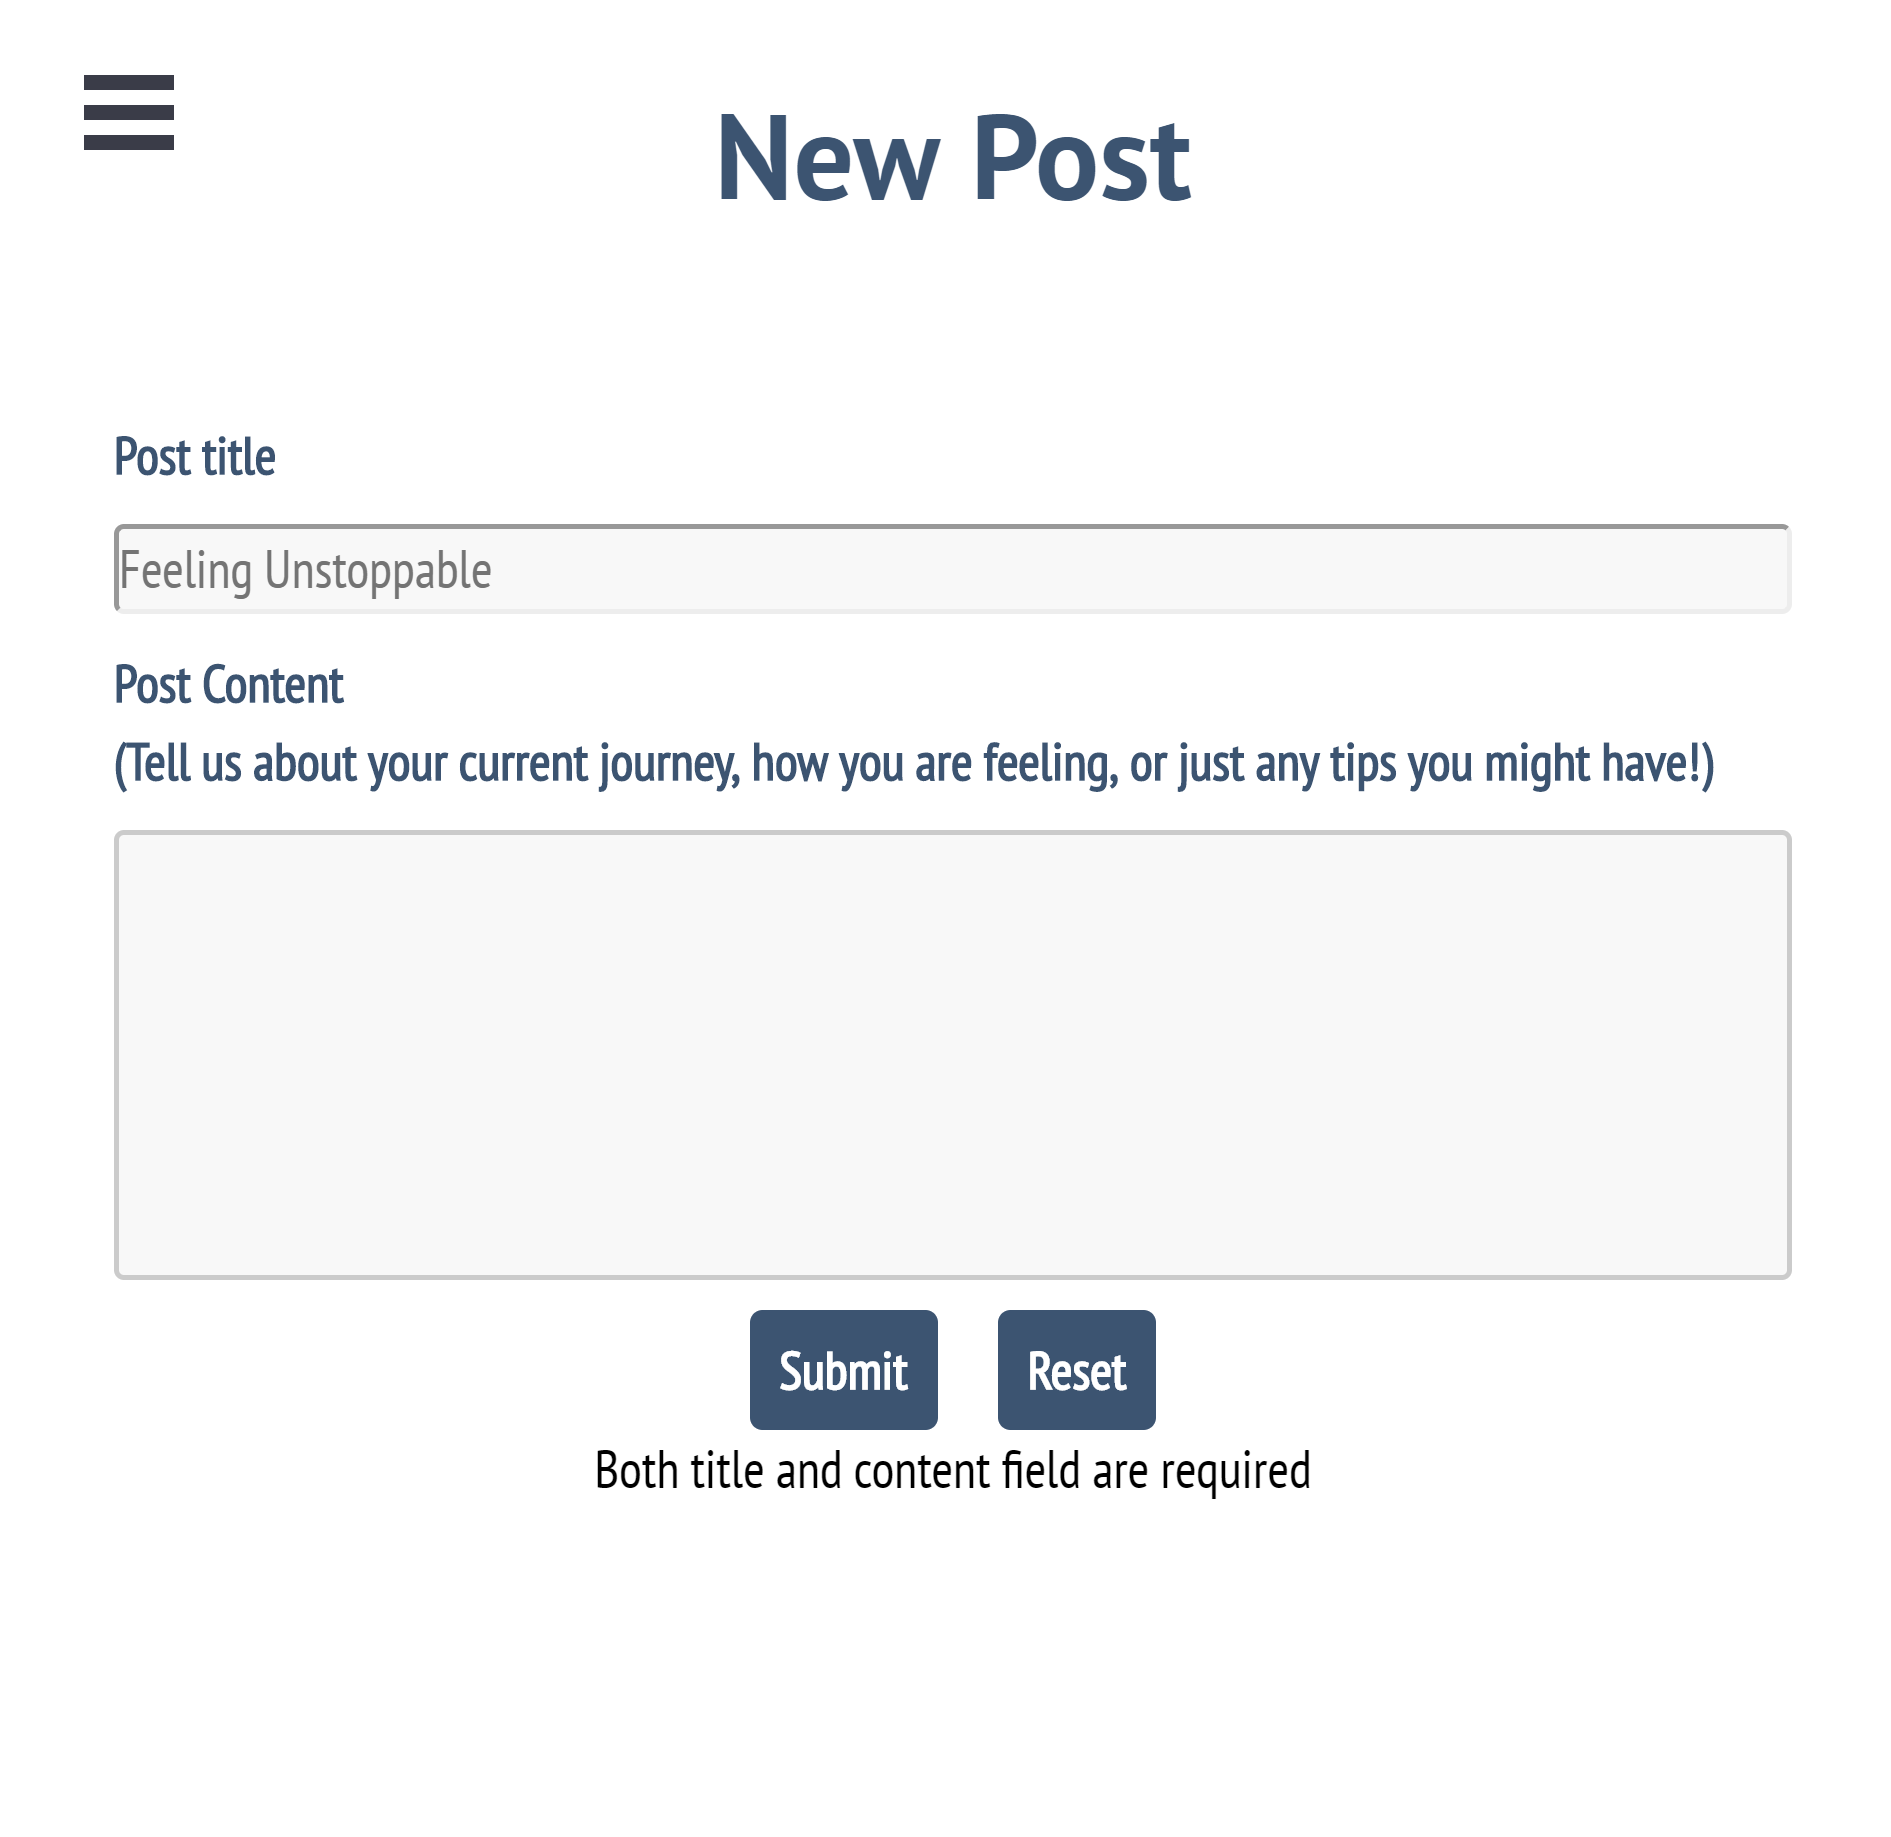 New Post
Post title
Feeling Unstoppable
Post Content
(Tell us about your current journey, how you are feeling, or just any tips you might have!)
Submit Reset
Both title and content field are required